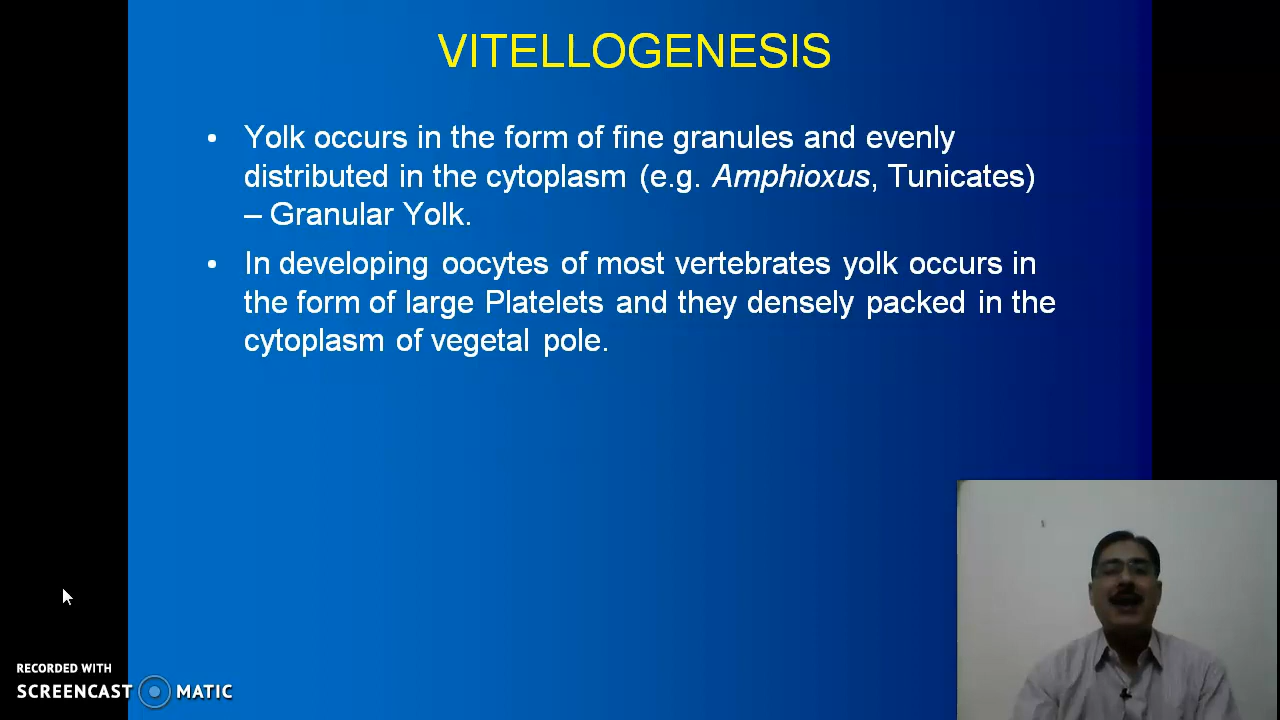 VITELLOGENESIS
• Yolk occurs in the form of fine granules and evenly
distributed in the cytoplasm (e.g. Amphioxus, Tunicates)
– Granular Yolk.
• In developing oocytes of most vertebrates yolk occurs in
the form of large Platelets and they densely packed in the
cytoplasm of vegetal pole.
RECORDED WITH
SCREENCAST MATIC